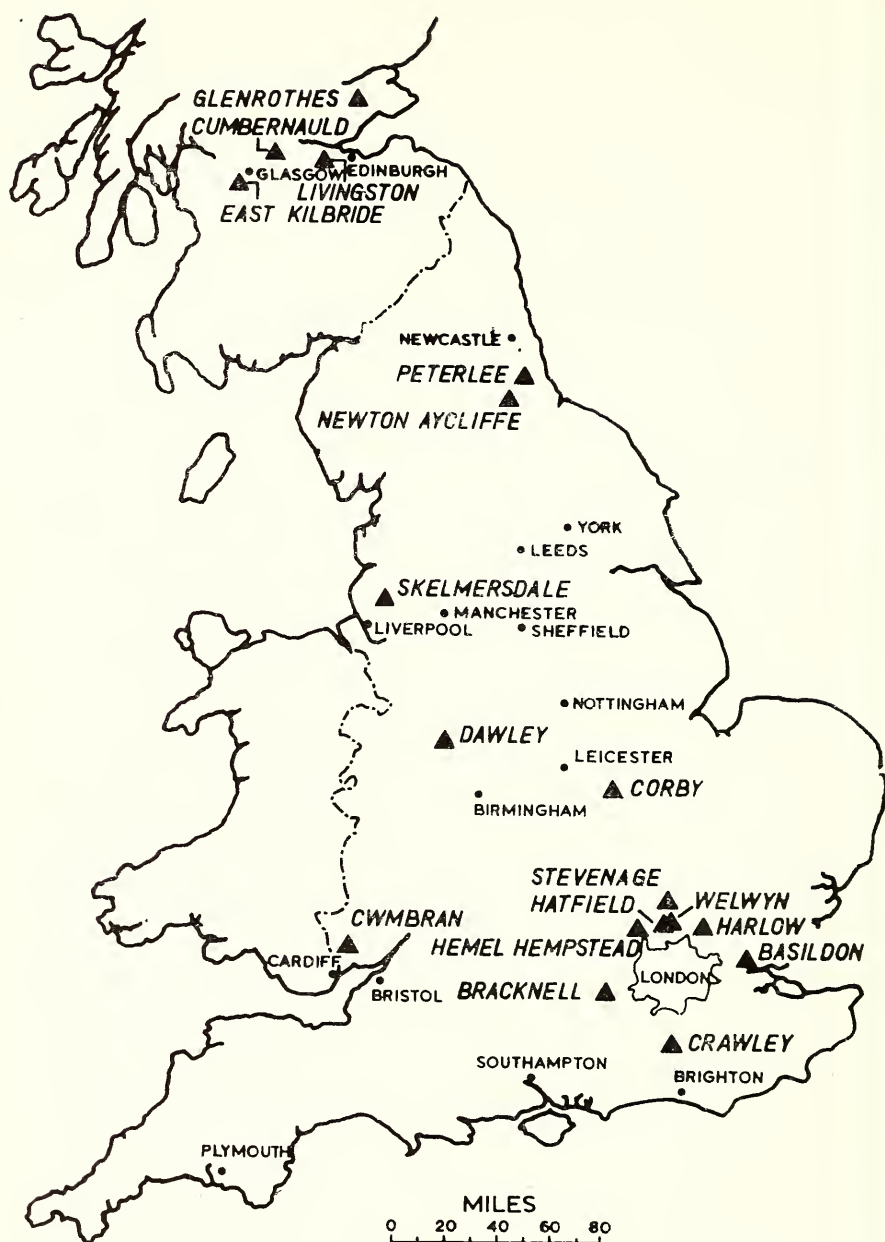 GLENROTHES
CUMBERNAULD
GLASGOW
EDINBURGH
LIVINGSTON
EAST KILBRIDE
NEWCASTLE
PETERLEE
NEWTON AYCLIFFE
YORK
LEEDS
SKELMERSDALE
MANCHESTER
LIVERPOOL
SHEFFIELD
NOTTINGHAM
DAWLEY
LEICESTER
CORBY
BIRMINGHAM
STEVENAGE
HATFIELD
WELWYN
CWMBRAN
HARLOW
HEMEL HEMPSTEAD
BASILDON
CARDIFF
LONDON
BRISTOL
BRACKNELL
CRAWLEY
SOUTHAMPTON
BRIGHTON
PLYMOUTH
MILES
0 20 40 60 80